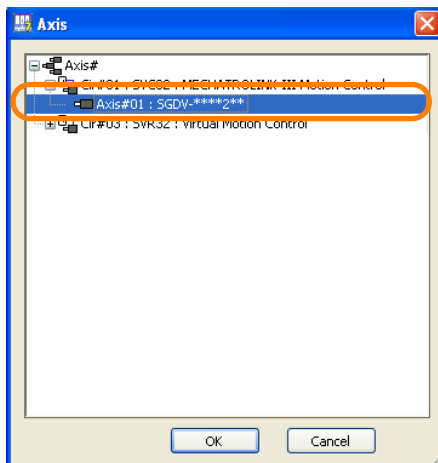 Axis
Axis#
Cir#01 : : MECHATROLINK-III Motion Control
Axis#01 : SGDV-****2**
Cir#03 : SVR32 : Virtual Motion Control
OK
Cancel